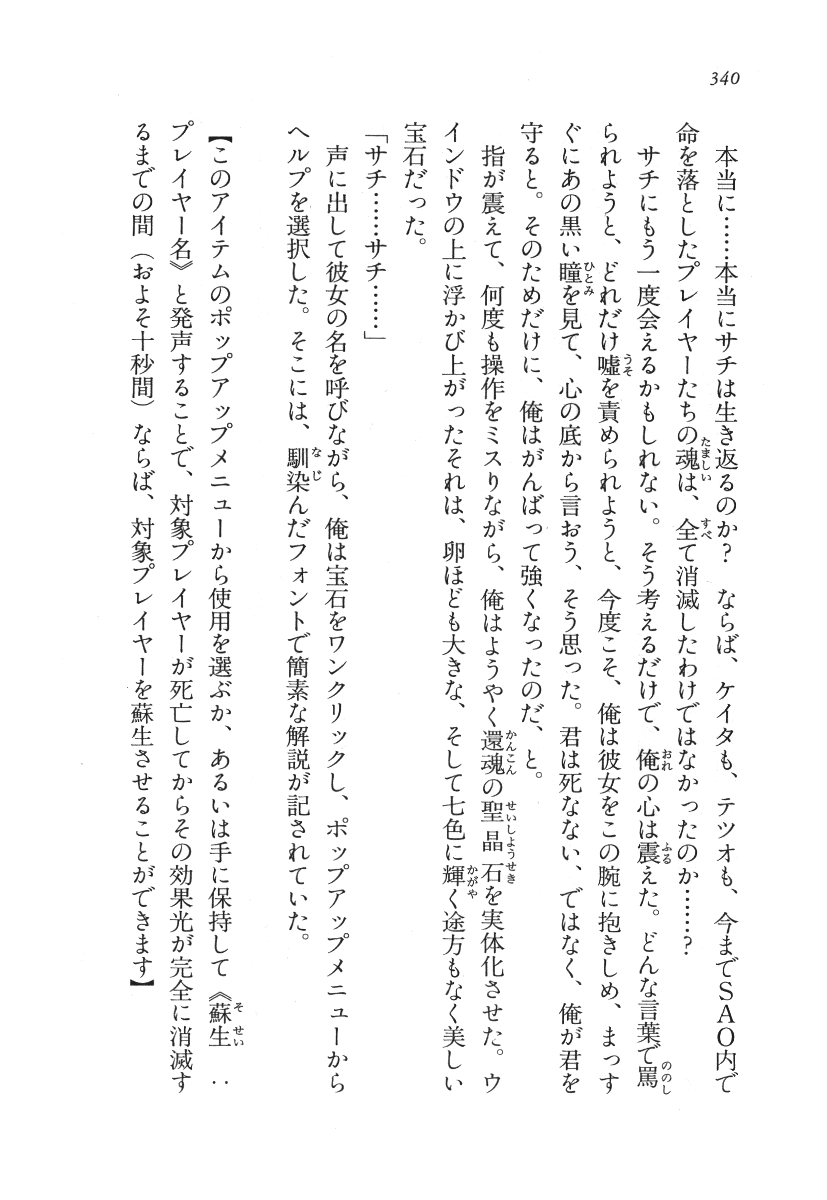 340
本当に……本当にサチは生き返るのか？　ならば、ケイタも、テツオも、今までSAO内で
命を落としたプレイヤーたちの魂は、全て消滅したわけではなかったのか……？
サチにもう一度会えるかもしれない。そう考えるだけで、俺の心は震えた。どんな言葉で罵
られようと、どれだけ嘘を責められようと、今度こそ、俺は彼女をこの腕に抱きしめ、まっす
ぐにあの黒い瞳を見て、心の底から言おう、そう思った。君は死なない、ではなく、俺が君を
守ると。そのためだけに、俺はがんばって強くなったのだ、と。
指が震えて、何度も操作をミスりながら、俺はようやく還魂の聖晶石を実体化させた。ウ
インドウの上に浮かび上がったそれは、卵ほども大きな、そして七色に輝く途方もなく美しい
宝石だった。
「サチ……サチ……」
声に出して彼女の名を呼びながら、俺は宝石をワンクリックし、ポップアップメニューから
ヘルプを選択した。そこには、馴染んだフォントで簡素な解説が記されていた。
【このアイテムのポップアップメニューから使用を選ぶか、あるいは手に保持して《蘇生：
プレイヤー名》と発声することで、対象プレイヤーが死亡してからその効果光が完全に消滅す
るまでの間（およそ十秒間）ならば、対象プレイヤーを蘇生させることができます】